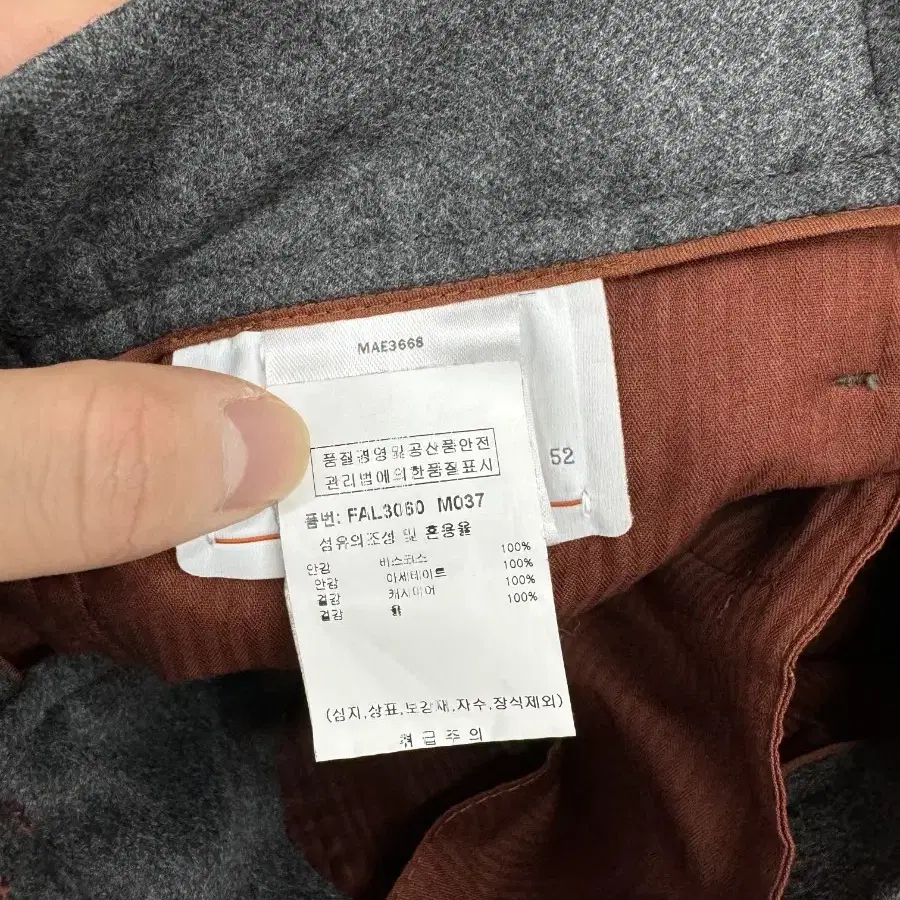 MAE3668
52
품질경영및공산품안전
관리법에의한품질표시
품번: FAL3060 M037
섬유의조성 및 혼용율
안감 비스코스 100%
안감 아세테이트 100%
겉감 캐시미어 100%
겉감 100%
(심지,상표,보강재,자수,장식제외)
취급주의